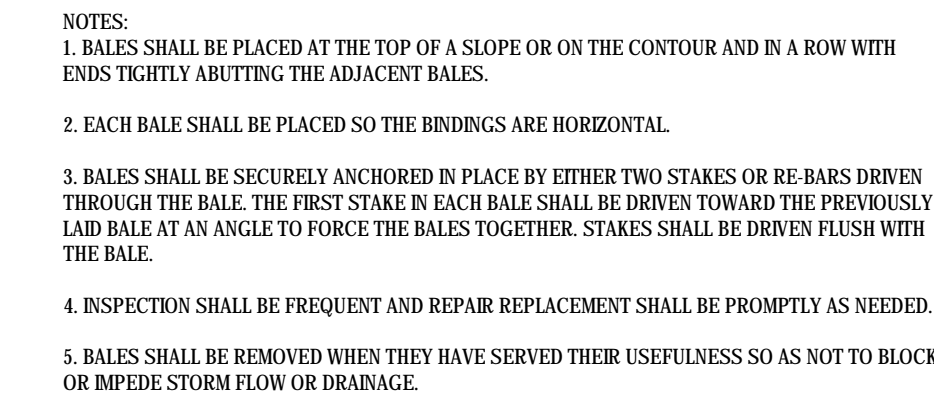 NOTES:
1. BALES SHALL BE PLACED AT THE TOP OF A SLOPE OR ON THE CONTOUR AND IN A ROW WITH
ENDS TIGHTLY ABUTTING THE ADJACENT BALES.
2. EACH BALE SHALL BE PLACED SO THE BINDINGS ARE HORIZONTAL.
3. BALES SHALL BE SECURELY ANCHORED IN PLACE BY EITHER TWO STAKES OR RE-BARS DRIVEN
THROUGH THE BALE. THE FIRST STAKE IN EACH BALE SHALL BE DRIVEN TOWARD THE PREVIOUSLY
LAID BALE AT AN ANGLE TO FORCE THE BALES TOGETHER. STAKES SHALL BE DRIVEN FLUSH WITH
THE BALE.
4. INSPECTION SHALL BE FREQUENT AND REPAIR REPLACEMENT SHALL BE PROMPTLY AS NEEDED.
5. BALES SHALL BE REMOVED WHEN THEY HAVE SERVED THEIR USEFULNESS SO AS NOT TO BLOCK
OR IMPEDE STORM FLOW OR DRAINAGE.